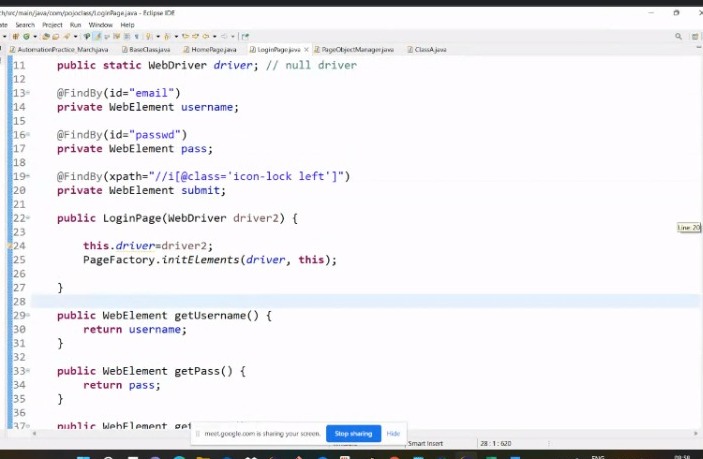 ch/src/main/java/com/pojoclass/LoginPage.java - Eclipse IDE
ate Search Project Run Window Help
AutomationPractice_March.java BaseClass.java HomePage.java LoginPage.java PageObjectManager.java ClassA.java
11 public static WebDriver driver; // null driver
12
13 @FindBy(id="email")
14 private WebElement username;
15
16 @FindBy(id="passwd")
17 private WebElement pass;
18
19 @FindBy(xpath="//i[@class='icon-lock left']")
20 private WebElement submit;
21
22 public LoginPage(WebDriver driver2) {
23
24 this.driver=driver2;
25 PageFactory.initElements(driver, this);
26
27 }
28
29 public WebElement getUsername() {
30 return username;
31 }
32
33 public WebElement getPass() {
34 return pass;
35 }
36
37 public WebElement get
Line: 20
meet.google.com is sharing your screen. Stop sharing Hide
Smart Insert 28 : 1 : 620
ENG